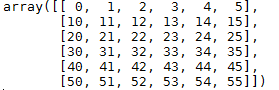 array([[ 0,  1,  2,  3,  4,  5],
       [10, 11, 12, 13, 14, 15],
       [20, 21, 22, 23, 24, 25],
       [30, 31, 32, 33, 34, 35],
       [40, 41, 42, 43, 44, 45],
       [50, 51, 52, 53, 54, 55]])